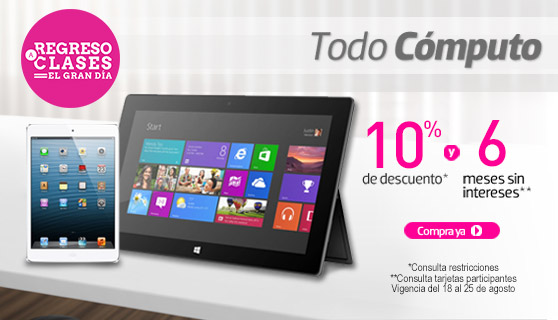 REGRESO
A CLASES
EL GRAN DÍA
Todo Cómputo
10% y 6
de descuento*
meses sin
intereses**
Compra ya
*Consulta restricciones
**Consulta tarjetas participantes
Vigencia del 18 al 25 de agosto
Start